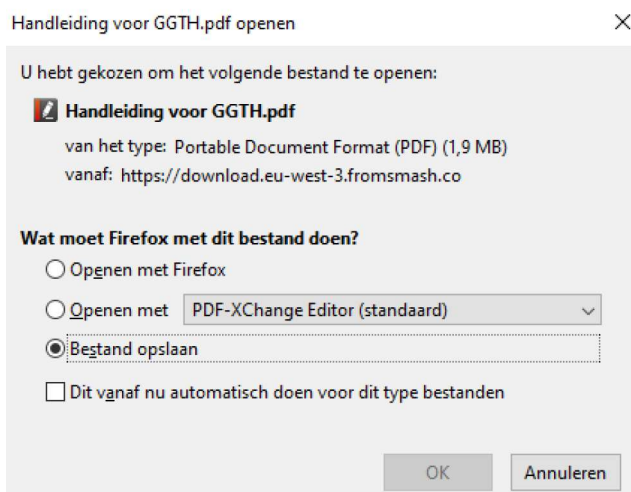 Handleiding voor GGTH.pdf openen
U hebt gekozen om het volgende bestand te openen:
Handleiding voor GGTH.pdf
van het type: Portable Document Format (PDF) (1,9 MB)
vanaf: https://download.eu-west-3.fromsmash.co
Wat moet Firefox met dit bestand doen?
Openen met Firefox
Openen met PDF-XChange Editor (standaard)
Bestand opslaan
Dit vanaf nu automatisch doen voor dit type bestanden
OK Annuleren